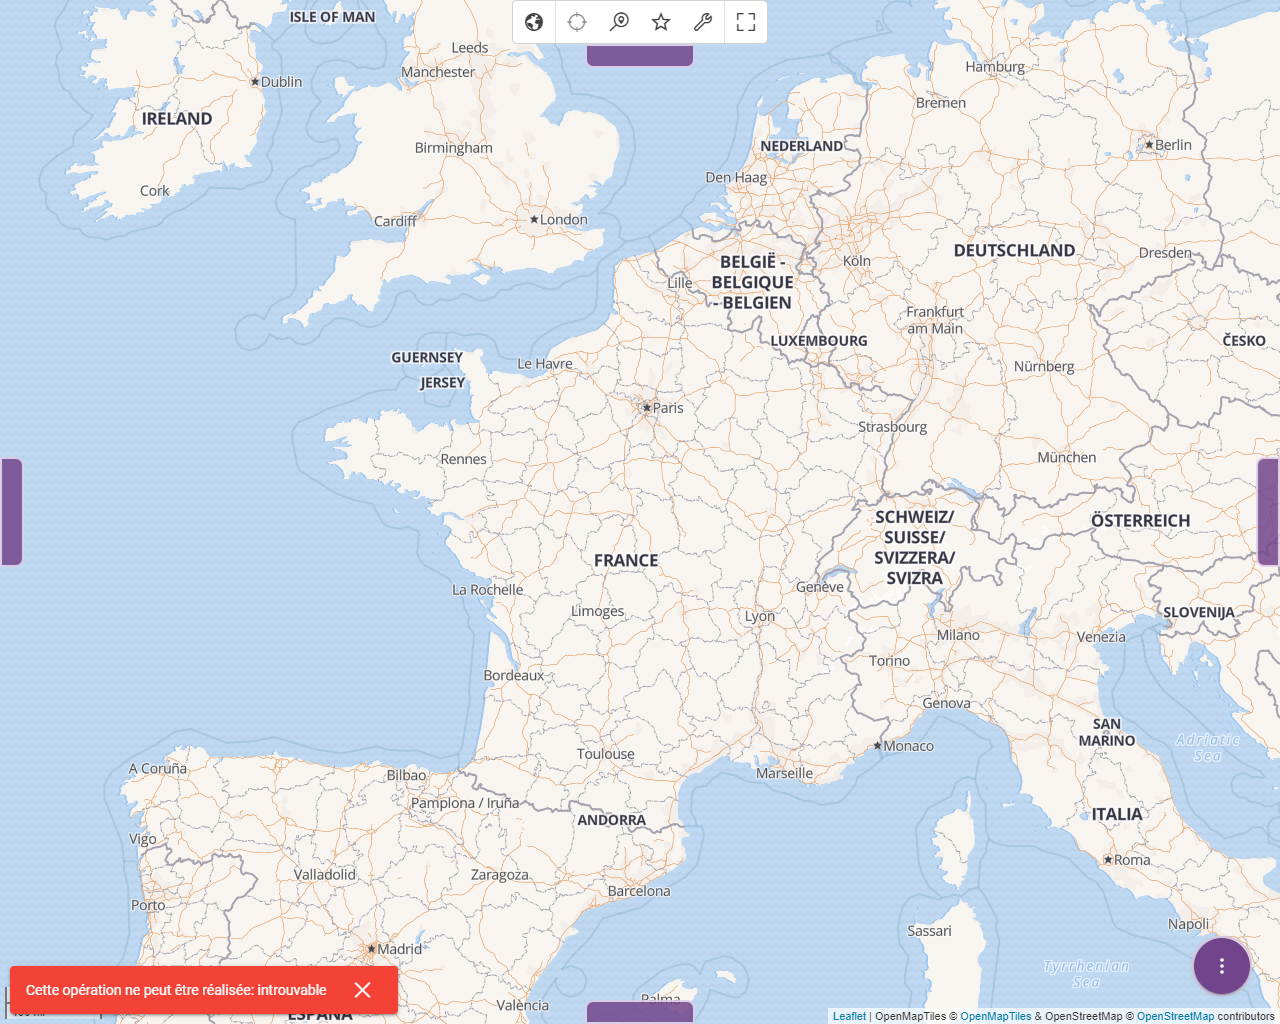 ISLE OF MAN
Leeds
Manchester
Dublin
IRELAND
Birmingham
Cork
Cardiff
London
Hamburg
Bremen
NEDERLAND
Berlin
Den Haag
BELGIË -
BELGIQUE
- BELGIEN
DEUTSCHLAND
Dresden
Köln
Lille
Frankfurt
am Main
LUXEMBOURG
ČESKO
GUERNSEY
JERSEY
Le Havre
Nürnberg
Paris
Strasbourg
Rennes
München
SCHWEIZ/
SUISSE/
SVIZZERA/
SVIZRA
ÖSTERREICH
FRANCE
Genève
La Rochelle
Limoges
Lyon
SLOVENIJA
Milano
Venezia
Torino
Bordeaux
Genova
SAN
MARINO
Adriatic
Sea
Monaco
Toulouse
Marseille
A Coruña
Bilbao
Pamplona / Iruña
ANDORRA
ITALIA
Vigo
Roma
Valladolid
Zaragoza
Barcelona
Porto
Sassari
Napoli
Madrid
Tyrrhenian
Sea
Cette opération ne peut être réalisée: introuvable
Palma
València
ESPAÑA
Leaflet | OpenMapTiles © OpenMapTiles & OpenStreetMap © OpenStreetMap contributors